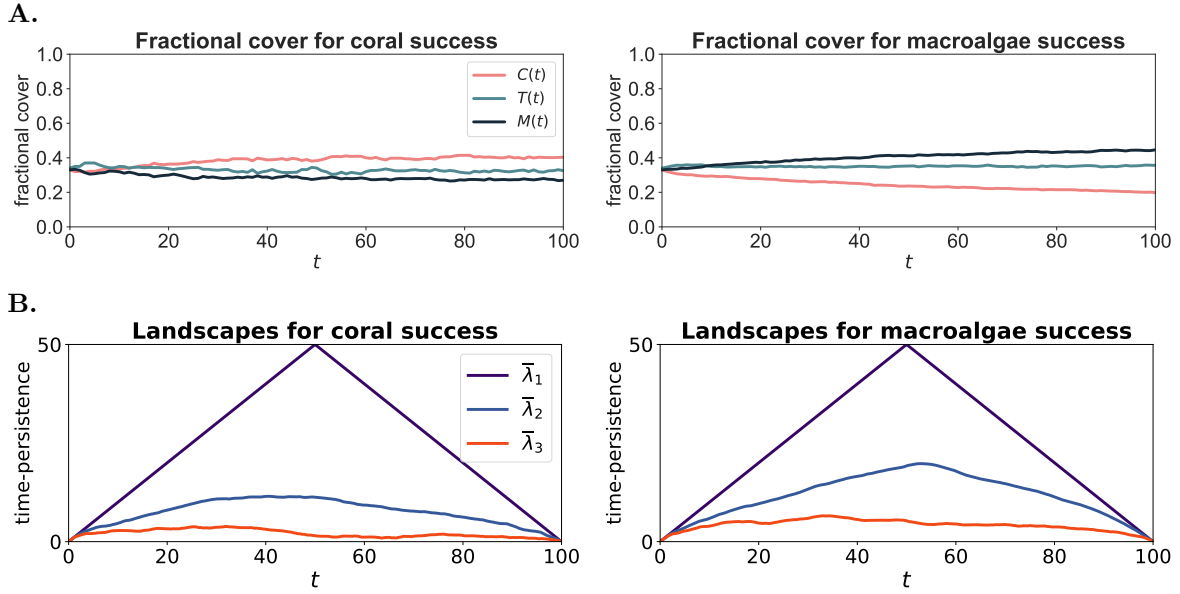 A.
Fractional cover for coral success
fractional cover
1.0
0.8
0.6
0.4
0.2
0.0
C(t)
T(t)
M(t)
0 20 40 60 80 100
t
Fractional cover for macroalgae success
fractional cover
1.0
0.8
0.6
0.4
0.2
0.0
0 20 40 60 80 100
t
B.
Landscapes for coral success
time-persistence
50
0
λ̅₁
λ̅₂
λ̅₃
0 20 40 60 80 100
t
Landscapes for macroalgae success
time-persistence
50
0
0 20 40 60 80 100
t